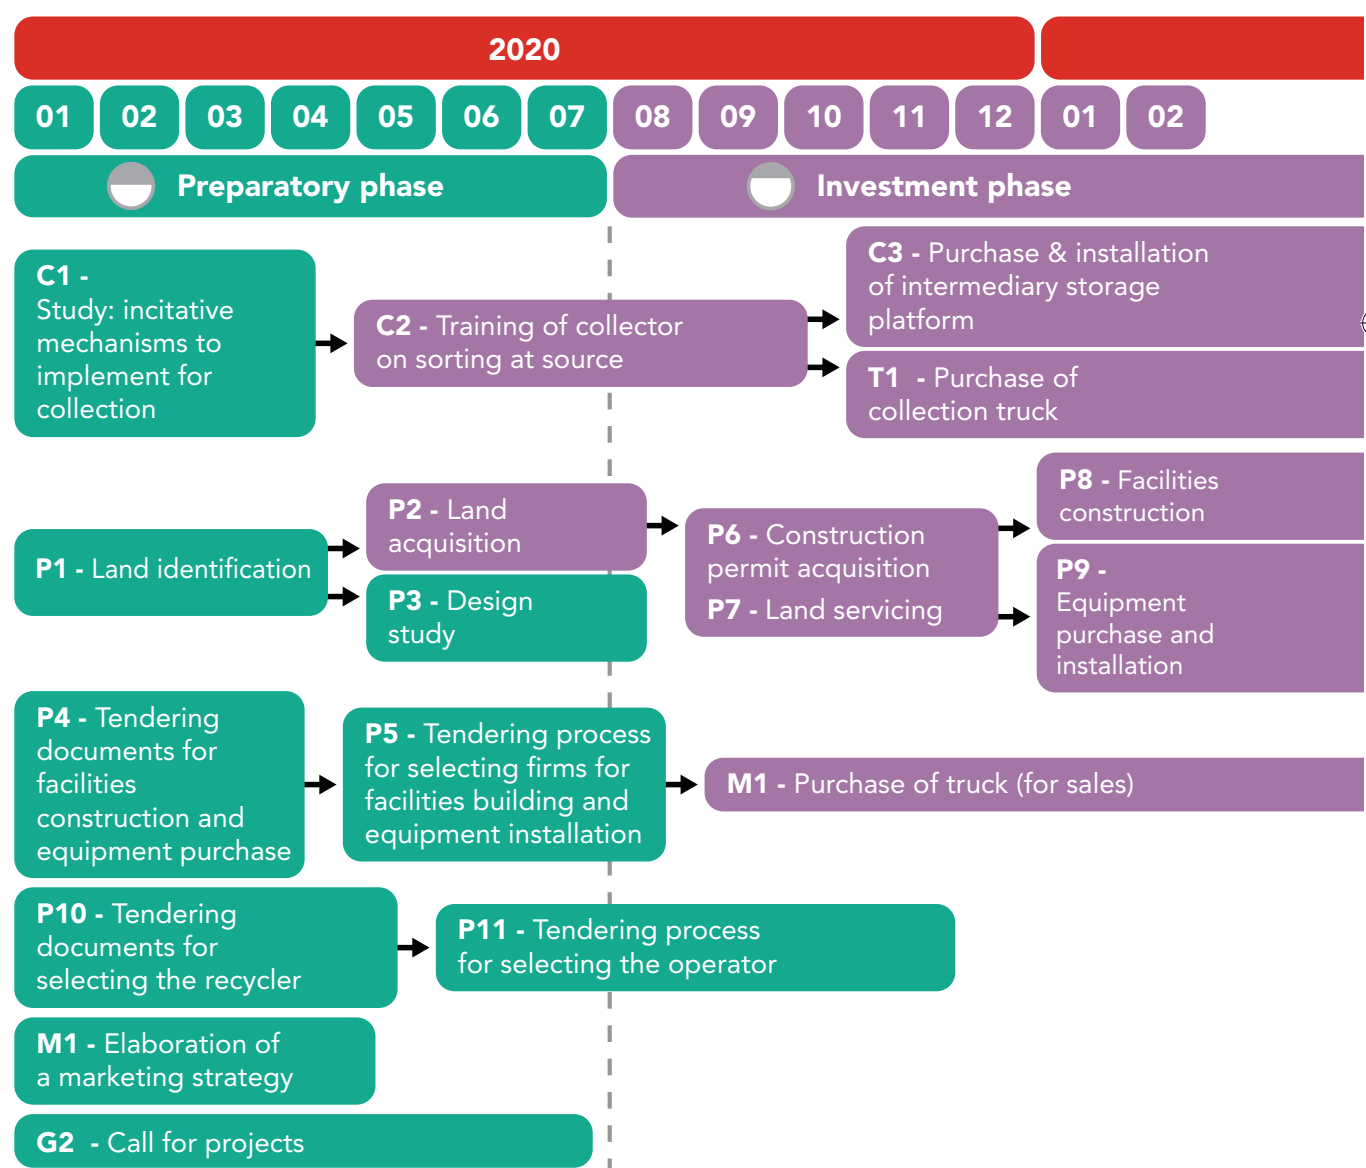 2020
01 02 03 04 05 06 07 08 09 10 11 12 01 02
Preparatory phase
Investment phase
C1 -
Study: incitative
mechanisms to
implement for
collection
C2 - Training of collector
on sorting at source
C3 - Purchase & installation
of intermediary storage
platform
T1 - Purchase of
collection truck
P1 - Land identification
P2 - Land
acquisition
P3 - Design
study
P6 - Construction
permit acquisition
P7 - Land servicing
P8 - Facilities
construction
P9 -
Equipment
purchase and
installation
P4 - Tendering
documents for
facilities
construction and
equipment purchase
P5 - Tendering process
for selecting firms for
facilities building and
equipment installation
M1 - Purchase of truck (for sales)
P10 - Tendering
documents for
selecting the recycler
P11 - Tendering process
for selecting the operator
M1 - Elaboration of
a marketing strategy
G2 - Call for projects